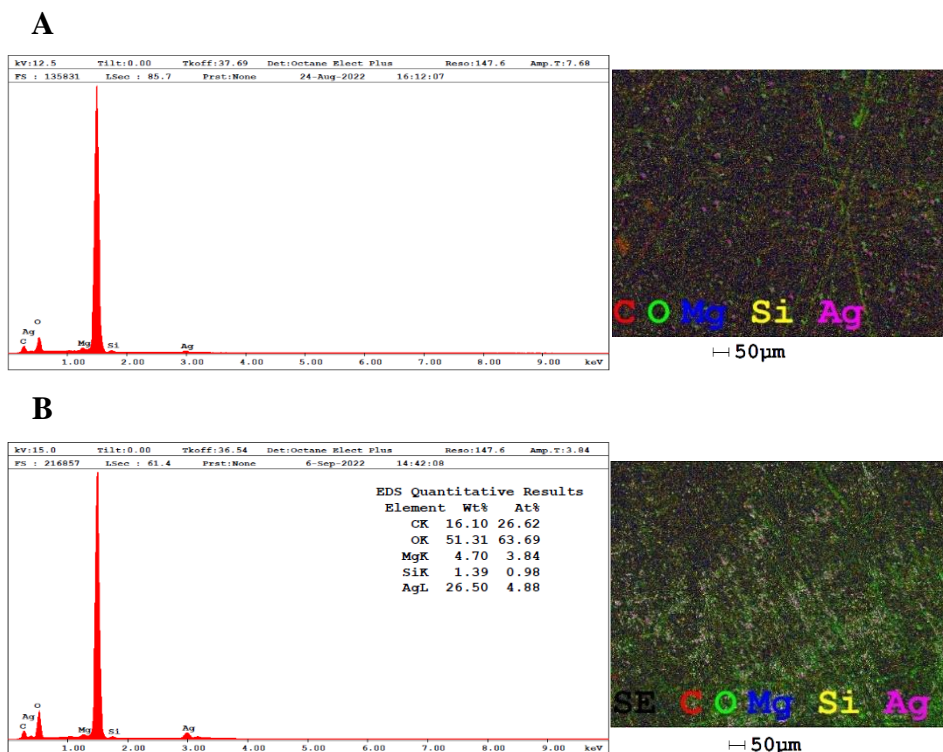 A
kV:12.5 Tilt:0.00 Tkoff:37.69 Det:Octane Elect Plus Reso:147.6 Amp.T:7.68
FS : 135831 LSec : 85.7 Prst:None 24-Aug-2022 16:12:07
O
Ag
C
Mg
Si
Ag
1.00 2.00 3.00 4.00 5.00 6.00 7.00 8.00 9.00 keV
C O Mg Si Ag
50µm
B
kV:15.0 Tilt:0.00 Tkoff:36.54 Det:Octane Elect Plus Reso:147.6 Amp.T:3.84
FS : 216857 LSec : 61.4 Prst:None 6-Sep-2022 14:42:08
EDS Quantitative Results
Element Wt% At%
CK 16.10 26.62
OK 51.31 63.69
MgK 4.70 3.84
SiK 1.39 0.98
AgL 26.50 4.88
O
Ag
C
Mg
Si
Ag
1.00 2.00 3.00 4.00 5.00 6.00 7.00 8.00 9.00 keV
SE C O Mg Si Ag
50µm